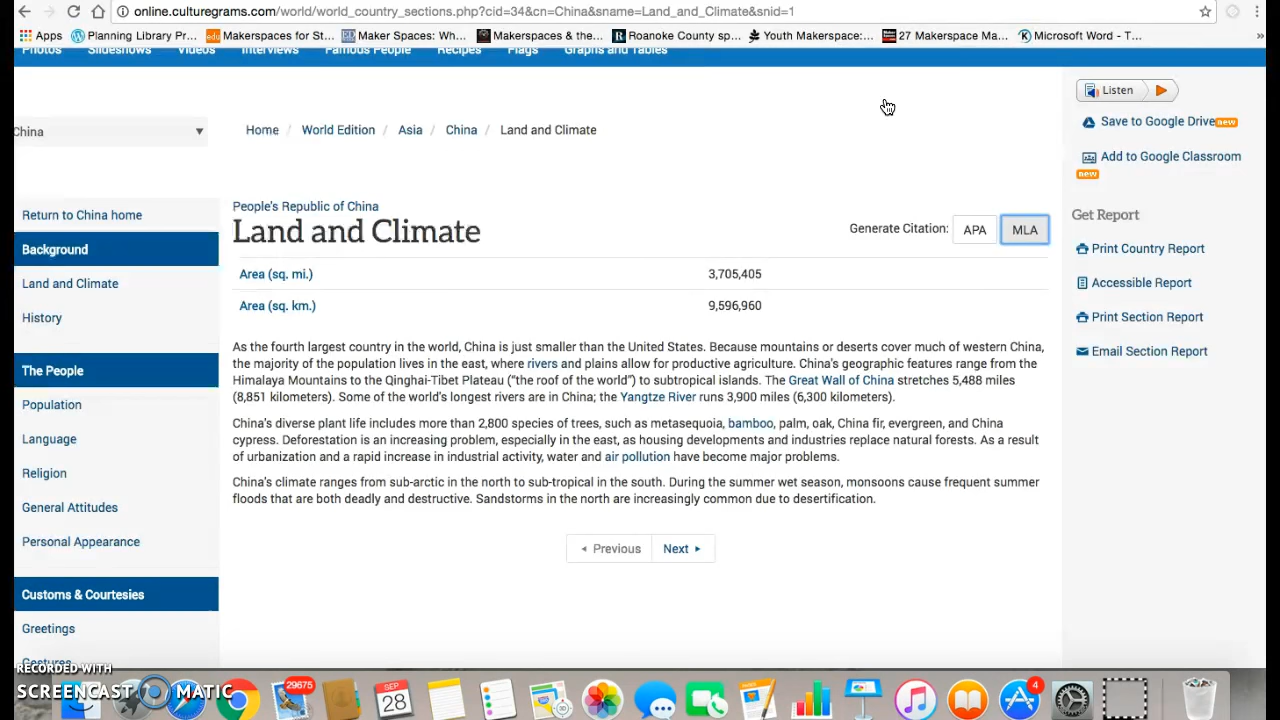 online.culturegrams.com/world/world_country_sections.php?cid=34&cn=China&sname=Land_and_Climate&snid=1
Apps Planning Library Pr... Makerspaces for St... Maker Spaces: Wh... Makerspaces & the... Roanoke County sp... Youth Makerspace:... 27 Makerspace Ma... Microsoft Word - T... »
Photos Slideshows Videos Interviews Famous People Recipes Flags Graphs and Tables
Listen
Save to Google Drive new
Add to Google Classroom
new
China
Home / World Edition / Asia / China / Land and Climate
Return to China home
People's Republic of China
Land and Climate
Generate Citation: APA MLA
Get Report
Background
Print Country Report
Area (sq. mi.) 3,705,405
Land and Climate
Accessible Report
Area (sq. km.) 9,596,960
History
Print Section Report
As the fourth largest country in the world, China is just smaller than the United States. Because mountains or deserts cover much of western China,
the majority of the population lives in the east, where rivers and plains allow for productive agriculture. China's geographic features range from the
Himalaya Mountains to the Qinghai-Tibet Plateau ("the roof of the world") to subtropical islands. The Great Wall of China stretches 5,488 miles
(8,851 kilometers). Some of the world's longest rivers are in China; the Yangtze River runs 3,900 miles (6,300 kilometers).
Email Section Report
The People
Population
Language
Religion
General Attitudes
Personal Appearance
China's diverse plant life includes more than 2,800 species of trees, such as metasequoia, bamboo, palm, oak, China fir, evergreen, and China
cypress. Deforestation is an increasing problem, especially in the east, as housing developments and industries replace natural forests. As a result
of urbanization and a rapid increase in industrial activity, water and air pollution have become major problems.
China's climate ranges from sub-arctic in the north to sub-tropical in the south. During the summer wet season, monsoons cause frequent summer
floods that are both deadly and destructive. Sandstorms in the north are increasingly common due to desertification.
Previous Next
Customs & Courtesies
Greetings
Gestures
RECORDED WITH
SCREENCAST MATIC
29675
SEP
28
4